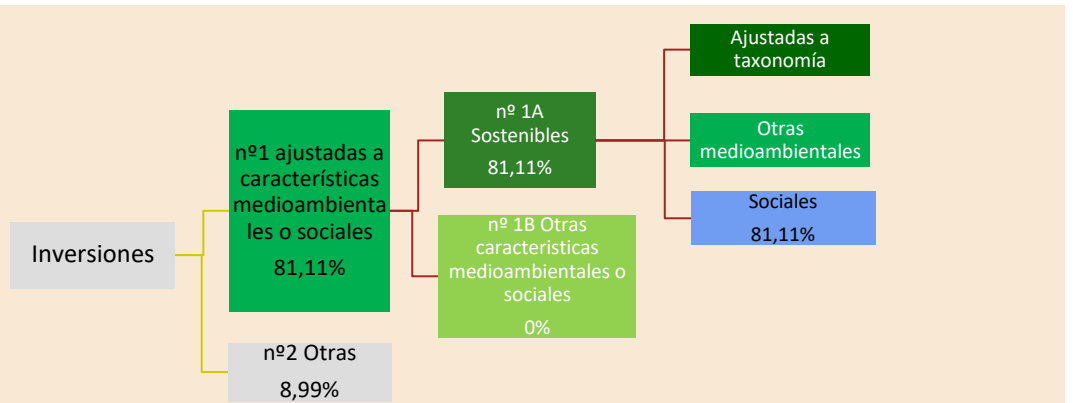 Inversiones
nº1 ajustadas a
características
medioambienta
les o sociales
81,11%
nº2 Otras
8,99%
nº 1A
Sostenibles
81,11%
nº 1B Otras
caracteristicas
medioambientales o
sociales
0%
Ajustadas a
taxonomía
Otras
medioambientales
Sociales
81,11%